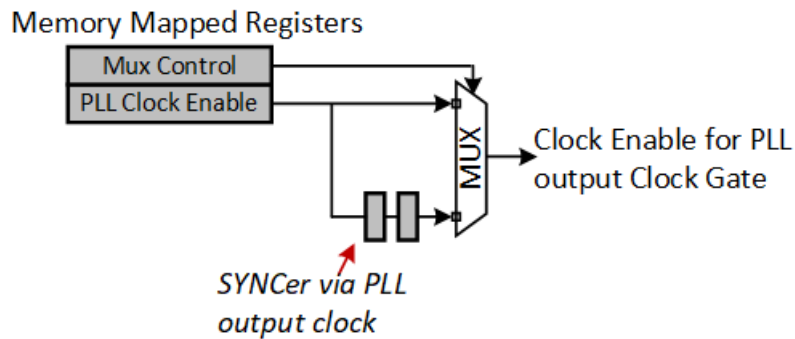 Memory Mapped Registers
Mux Control
PLL Clock Enable
MUX
Clock Enable for PLL
output Clock Gate
SYNCer via PLL
output clock